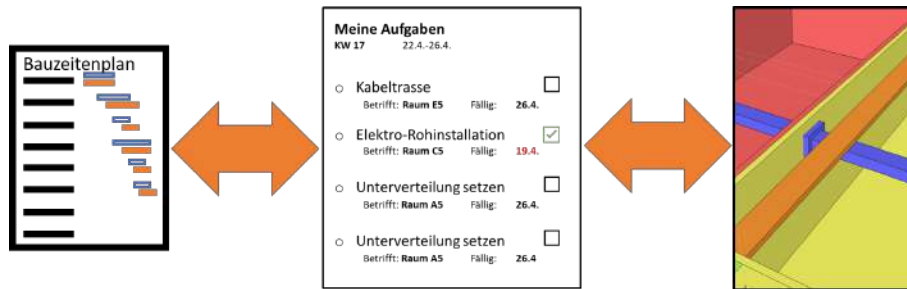 Bauzeitenplan
Meine Aufgaben
KW 17 22.4.-26.4.
Kabeltrasse
Betrifft: Raum E5 Fällig: 26.4.
Elektro-Rohinstallation
Betrifft: Raum C5 Fällig: 19.4.
Unterverteilung setzen
Betrifft: Raum A5 Fällig: 26.4.
Unterverteilung setzen
Betrifft: Raum A5 Fällig: 26.4